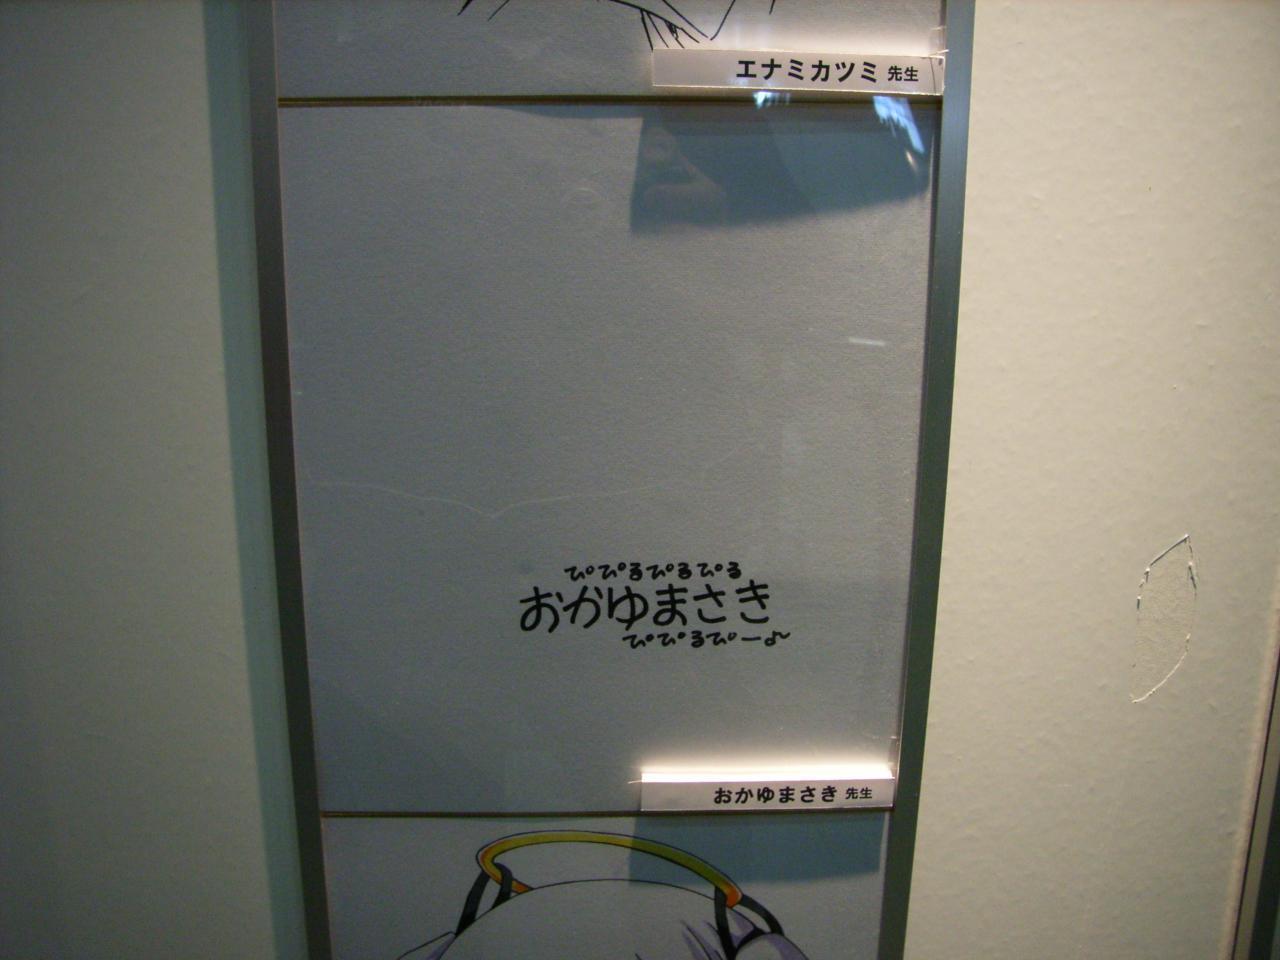 エナミカツミ 先生
ぴぴるぴるぴる
おかゆまさき
ぴぴるぴー♪
おかゆまさき 先生